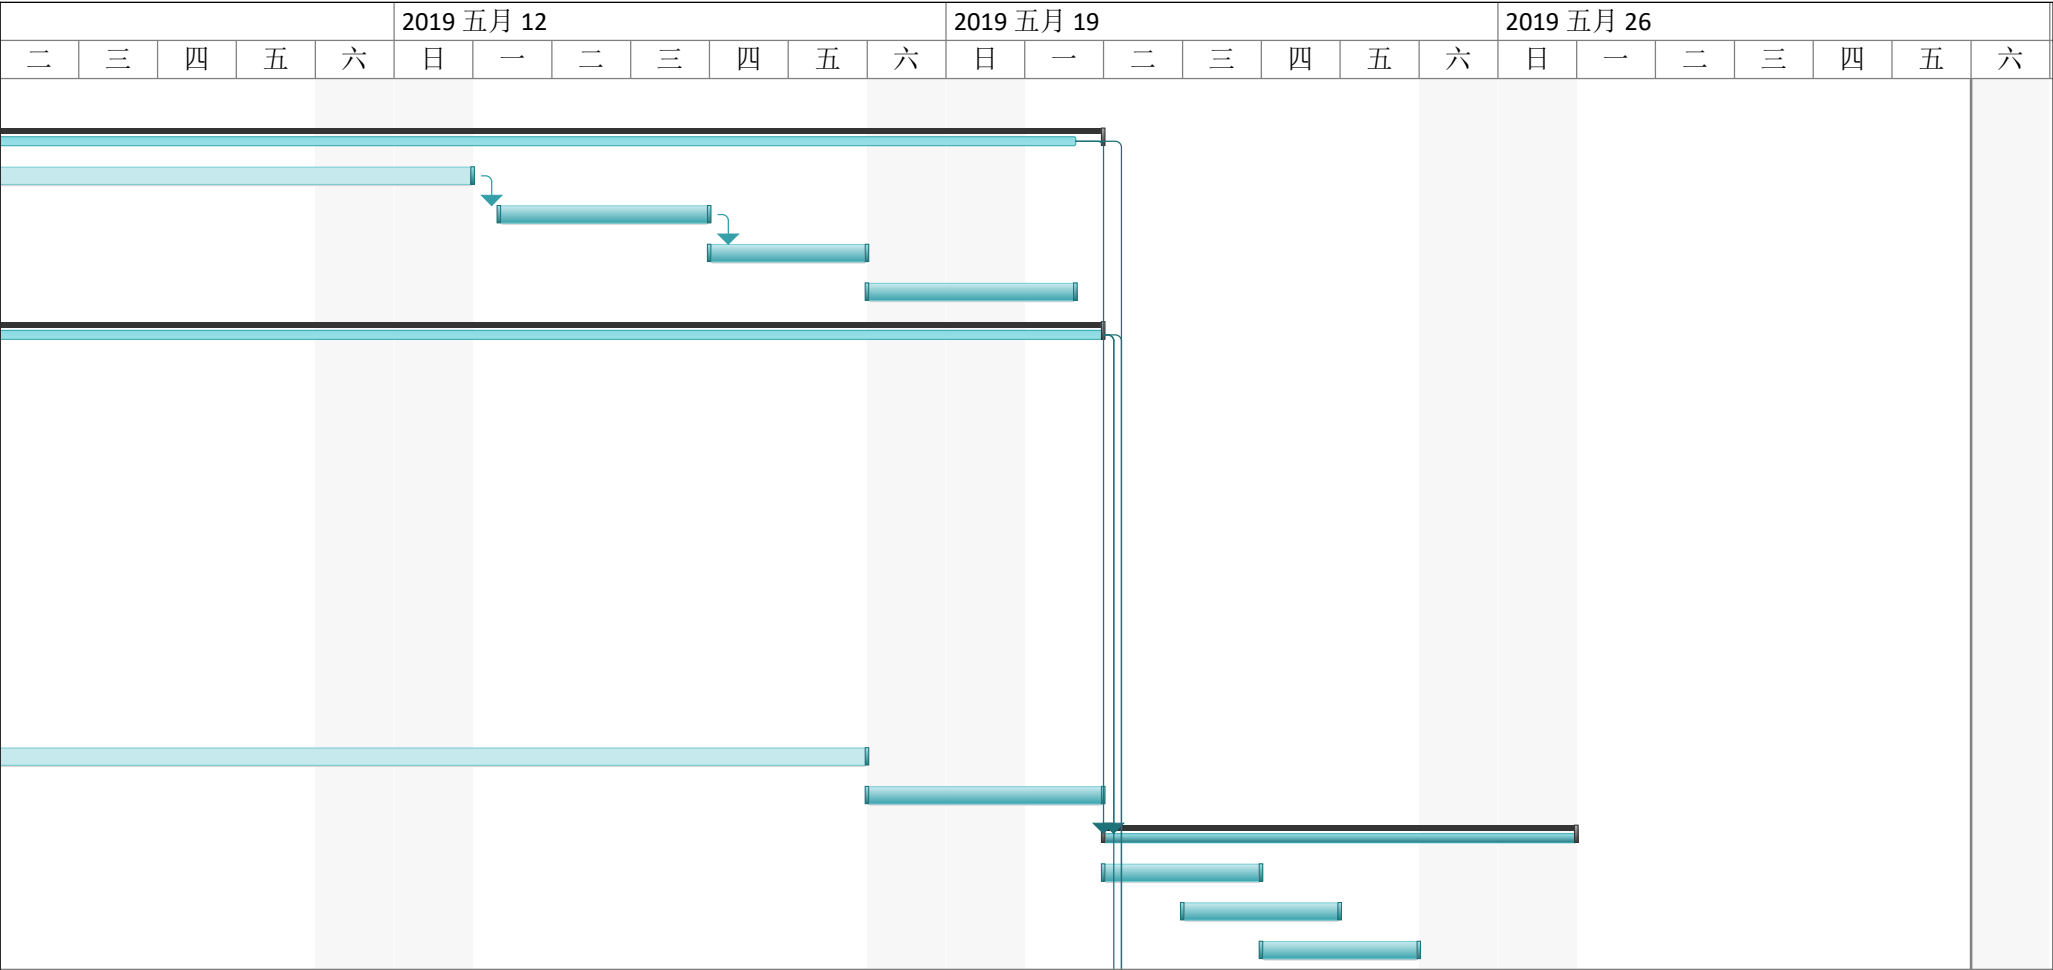 2019 五月 12 2019 五月 19 2019 五月 26
二 三 四 五 六 日 一 二 三 四 五 六 日 一 二 三 四 五 六 日 一 二 三 四 五 六